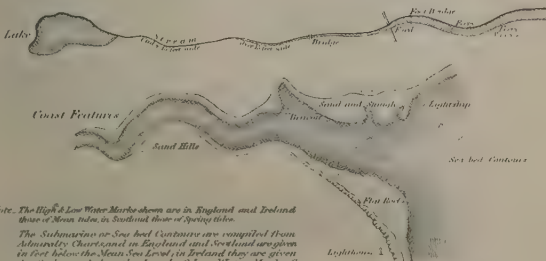 Foot Bridge
Lake
Stream
Ford
Ferry
Bridge
Sand and Shingle
Lightship
Coast Features
Sand Hills
Sea bed Contours
Flat Rock
Note_ The High & Low Water Marks shewn are in England and Ireland
those of Mean tides, in Scotland those of Spring tides.
The Submarine or Sea bed Contours are compiled from
Admiralty Charts, and in England and Scotland are given
in feet below the Mean Sea Level; in Ireland they are given
Lighthouse